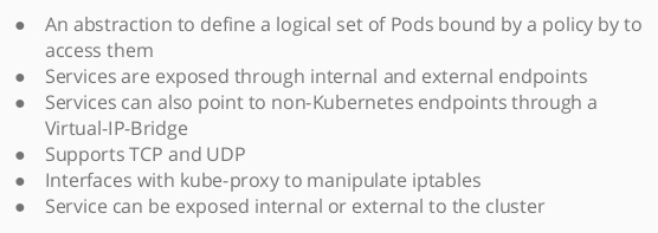 ● An abstraction to define a logical set of Pods bound by a policy by to
access them
● Services are exposed through internal and external endpoints
● Services can also point to non-Kubernetes endpoints through a
Virtual-IP-Bridge
● Supports TCP and UDP
● Interfaces with kube-proxy to manipulate iptables
● Service can be exposed internal or external to the cluster